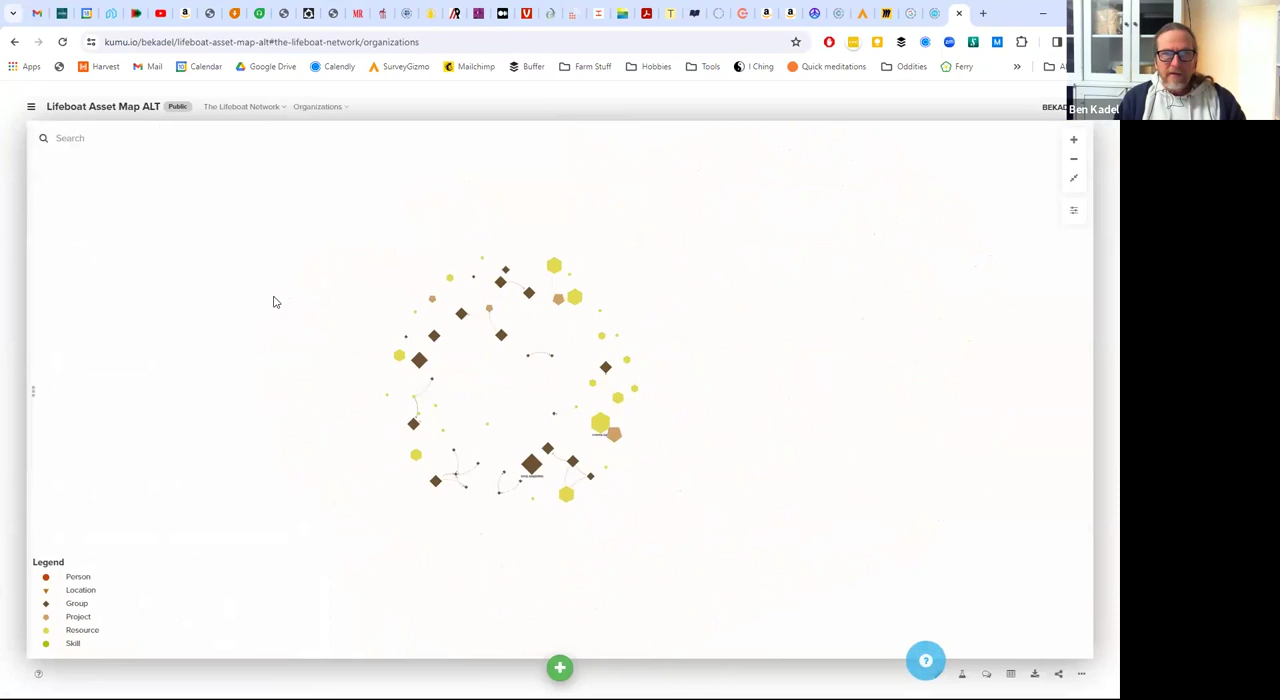 kumu.io/bekadel/lifeboat-asset-map-alt#the-lifeboat-network/organizations
Apps Harvest Mail Calendar Google Drive Calendly SurveyGizmo Mailchimp Buffer Farm Stuff Hobbies Tools I Ching Quick meditations Oddities Ferry » Al
Ben Kadel
Lifeboat Asset Map ALT Public The Lifeboat Network Organizations BEKAD
Search
Legend
Person
Location
Group
Project
Resource
Skill